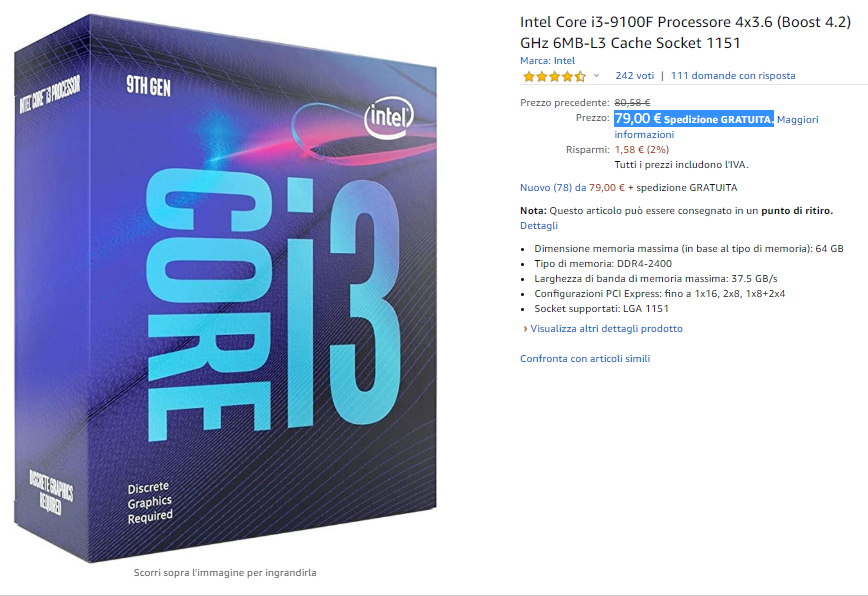 INTEL® CORE™ i3 PROCESSOR
9TH GEN
intel®
CORE i3
DISCRETE GRAPHICS
REQUIRED
Discrete
Graphics
Required
Scorri sopra l'immagine per ingrandirla
Intel Core i3-9100F Processore 4x3.6 (Boost 4.2)
GHz 6MB-L3 Cache Socket 1151
Marca: Intel
242 voti | 111 domande con risposta
Prezzo precedente: 80,58 €
Prezzo: 79,00 € Spedizione GRATUITA. Maggiori
informazioni
Risparmi: 1,58 € (2%)
Tutti i prezzi includono l'IVA.
Nuovo (78) da 79,00 € + spedizione GRATUITA
Nota: Questo articolo può essere consegnato in un punto di ritiro.
Dettagli
• Dimensione memoria massima (in base al tipo di memoria): 64 GB
• Tipo di memoria: DDR4-2400
• Larghezza di banda di memoria massima: 37.5 GB/s
• Configurazioni PCI Express: fino a 1x16, 2x8, 1x8+2x4
• Socket supportati: LGA 1151
› Visualizza altri dettagli prodotto
Confronta con articoli simili